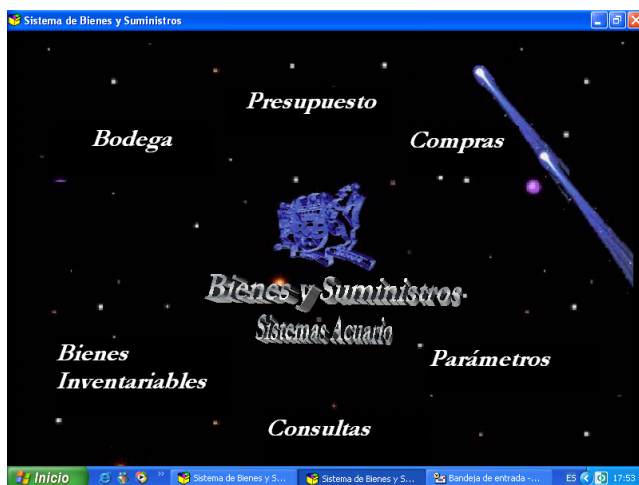 Sistema de Bienes y Suministros
Presupuesto
Bodega
Compras
Bienes y Suministros
Sistemas Acuario
Bienes
Inventariables
Parámetros
Consultas
Inicio
Sistema de Bienes y S...
Sistema de Bienes y S...
Bandeja de entrada -...
ES
17:53